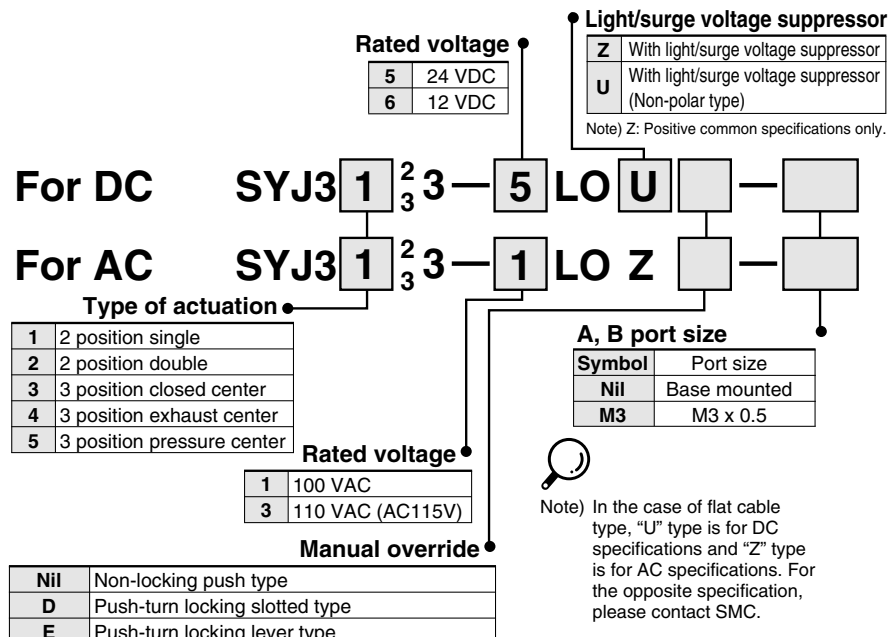 Light/surge voltage suppressor
Z With light/surge voltage suppressor
U With light/surge voltage suppressor
(Non-polar type)
Note) Z: Positive common specifications only.
Rated voltage
5 24 VDC
6 12 VDC
For DC SYJ3 1 2 3 3 — 5 LO U —
For AC SYJ3 1 2 3 3 — 1 LO Z —
Type of actuation
1 2 position single
2 2 position double
3 3 position closed center
4 3 position exhaust center
5 3 position pressure center
A, B port size
Symbol Port size
Nil Base mounted
M3 M3 x 0.5
Rated voltage
1 100 VAC
3 110 VAC (AC115V)
Note) In the case of flat cable
type, “U” type is for DC
specifications and “Z” type
is for AC specifications. For
the opposite specification,
please contact SMC.
Manual override
Nil Non-locking push type
D Push-turn locking slotted type
E Push-turn locking lever type